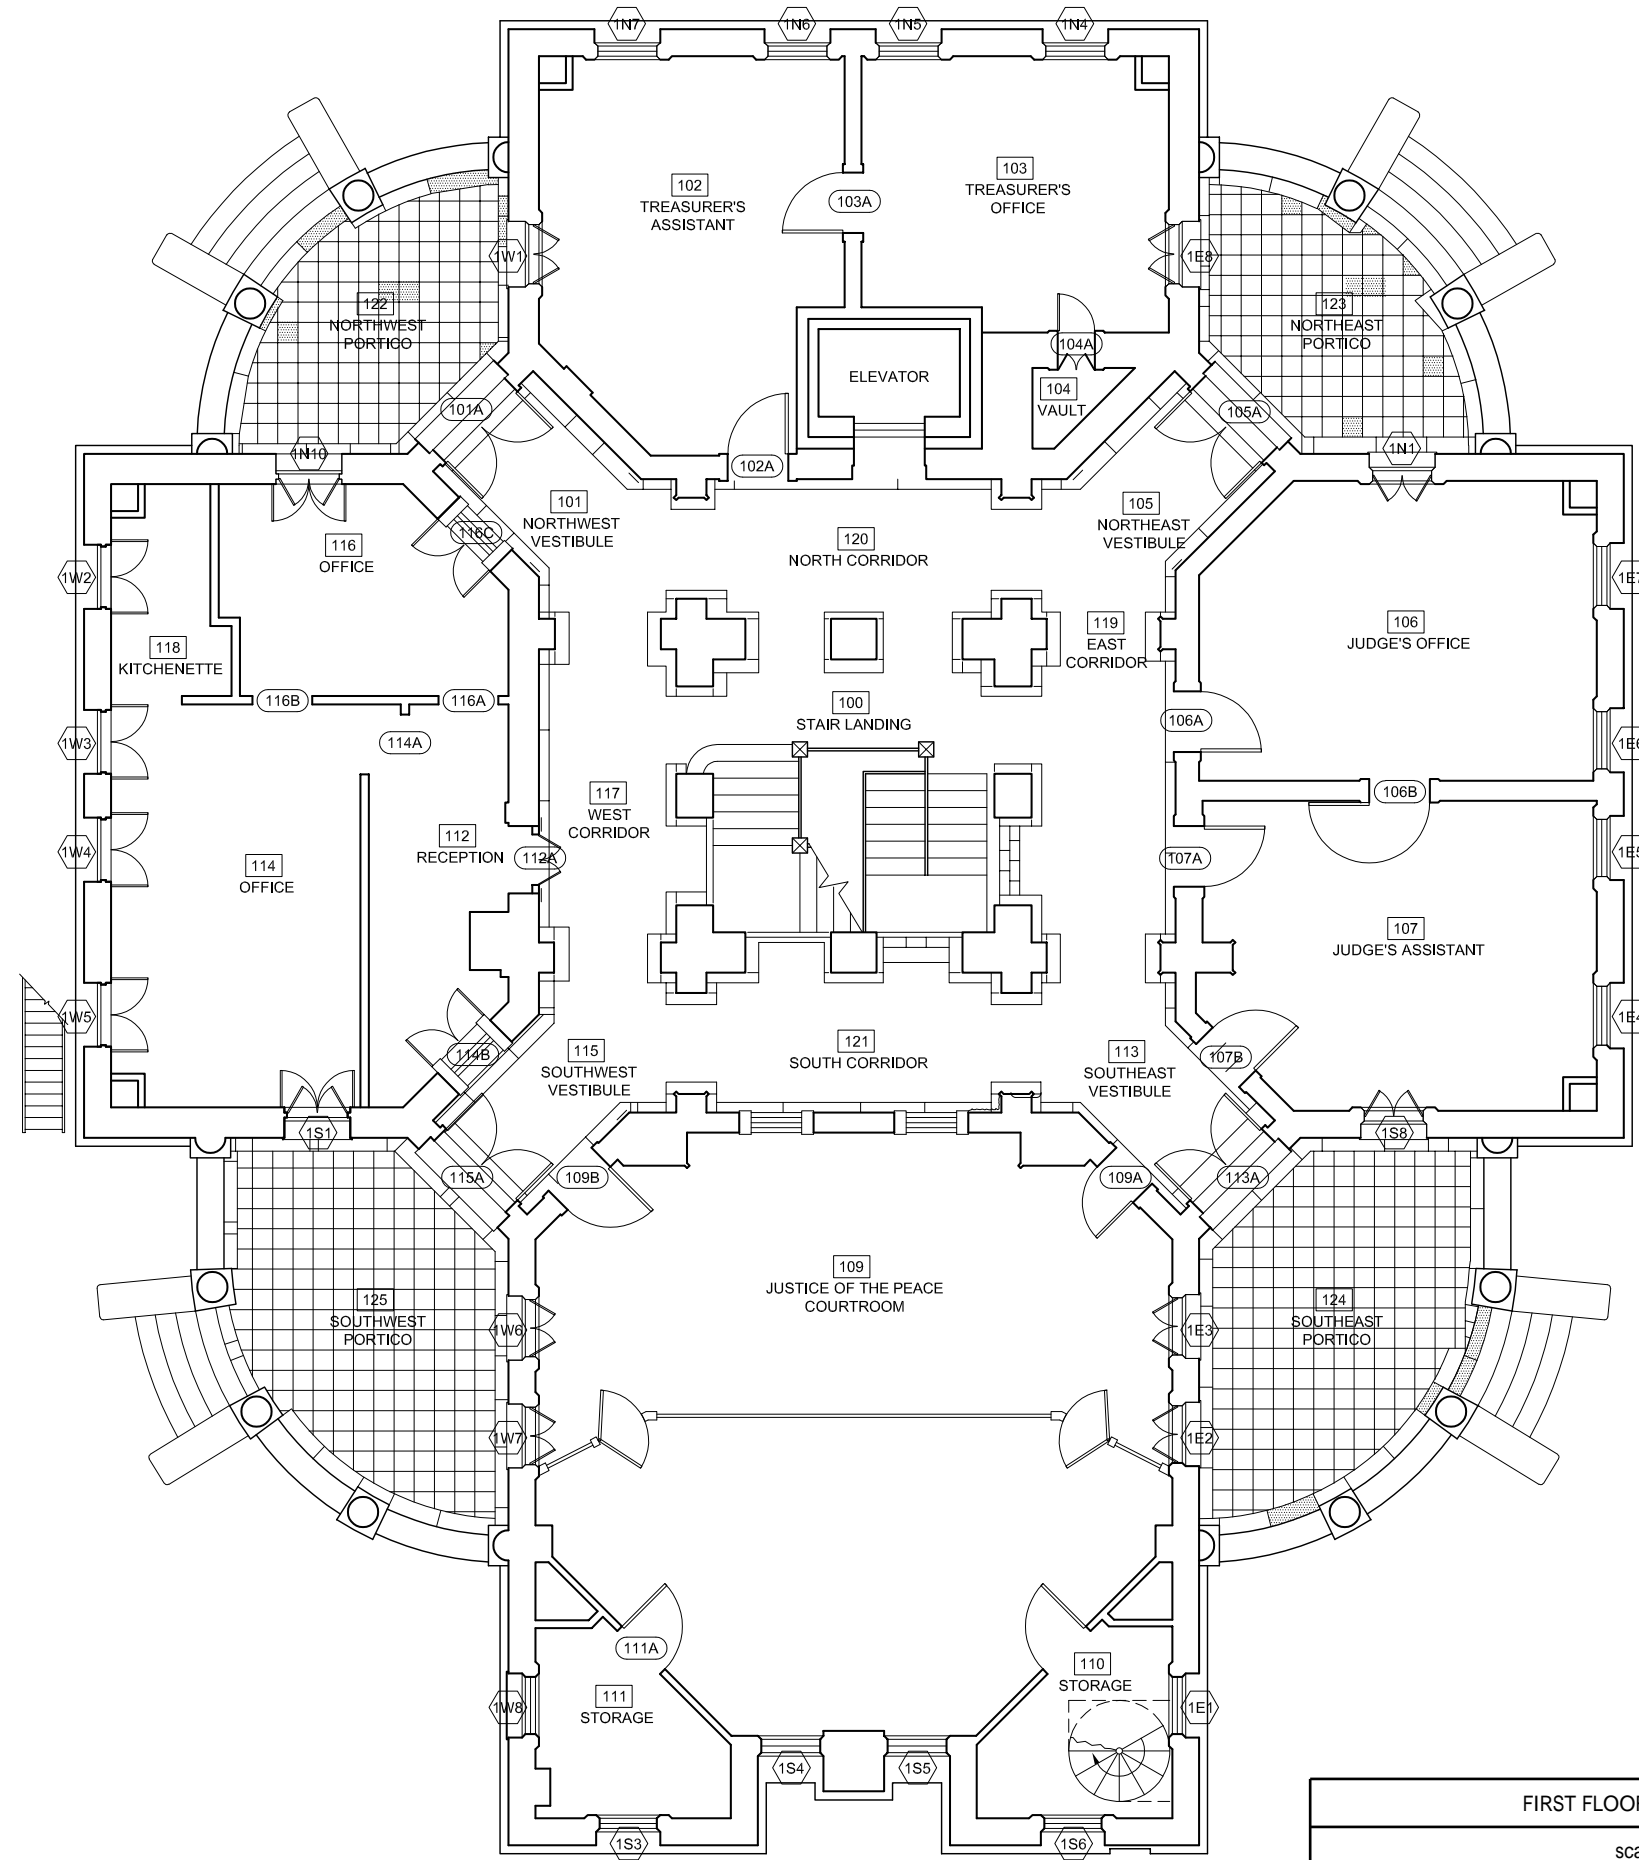 1N7
1N6
1N5
1N4
102
TREASURER'S
ASSISTANT
103A
103
TREASURER'S
OFFICE
1W1
1E8
122
NORTHWEST
PORTICO
123
NORTHEAST
PORTICO
104A
ELEVATOR
104
VAULT
101A
105A
1N10
1N1
102A
101
NORTHWEST
VESTIBULE
105
NORTHEAST
VESTIBULE
116C
116
OFFICE
120
NORTH CORRIDOR
1W2
1E7
118
KITCHENETTE
119
EAST
CORRIDOR
106
JUDGE'S OFFICE
116B
116A
100
STAIR LANDING
106A
1W3
114A
1E6
117
WEST
CORRIDOR
106B
112
RECEPTION
112A
107A
1W4
1E5
114
OFFICE
107
JUDGE'S ASSISTANT
1W5
1E4
114B
115
SOUTHWEST
VESTIBULE
121
SOUTH CORRIDOR
113
SOUTHEAST
VESTIBULE
107B
1S1
1S8
115A
109B
109A
113A
109
JUSTICE OF THE PEACE
COURTROOM
125
SOUTHWEST
PORTICO
124
SOUTHEAST
PORTICO
1W6
1E3
1W7
1E2
111A
110
STORAGE
111
STORAGE
1W8
1E1
1S4
1S5
1S3
1S6
FIRST FLOOR
sca